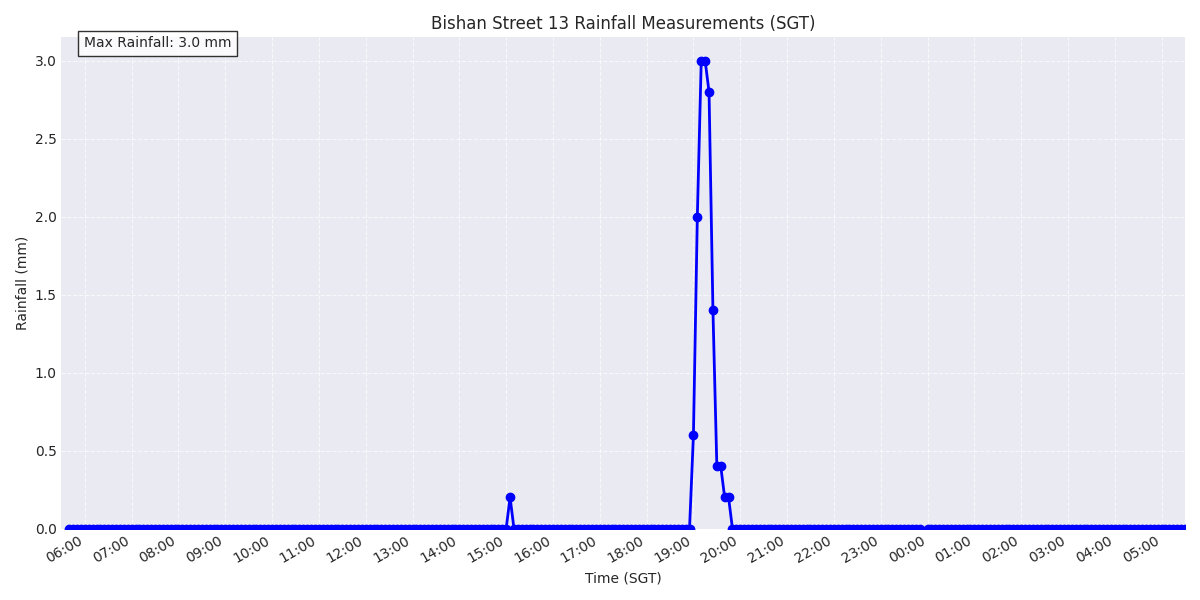 Bishan Street 13 Rainfall Measurements (SGT)
Max Rainfall: 3.0 mm
Rainfall (mm)
3.0
2.5
2.0
1.5
1.0
0.5
0.0
06:00 07:00 08:00 09:00 10:00 11:00 12:00 13:00 14:00 15:00 16:00 17:00 18:00 19:00 20:00 21:00 22:00 23:00 00:00 01:00 02:00 03:00 04:00 05:00
Time (SGT)